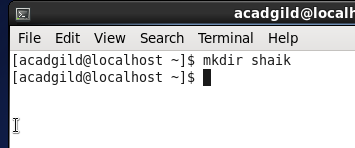 acadgild@localh
File Edit View Search Terminal Help
[acadgild@localhost ~]$ mkdir shaik
[acadgild@localhost ~]$